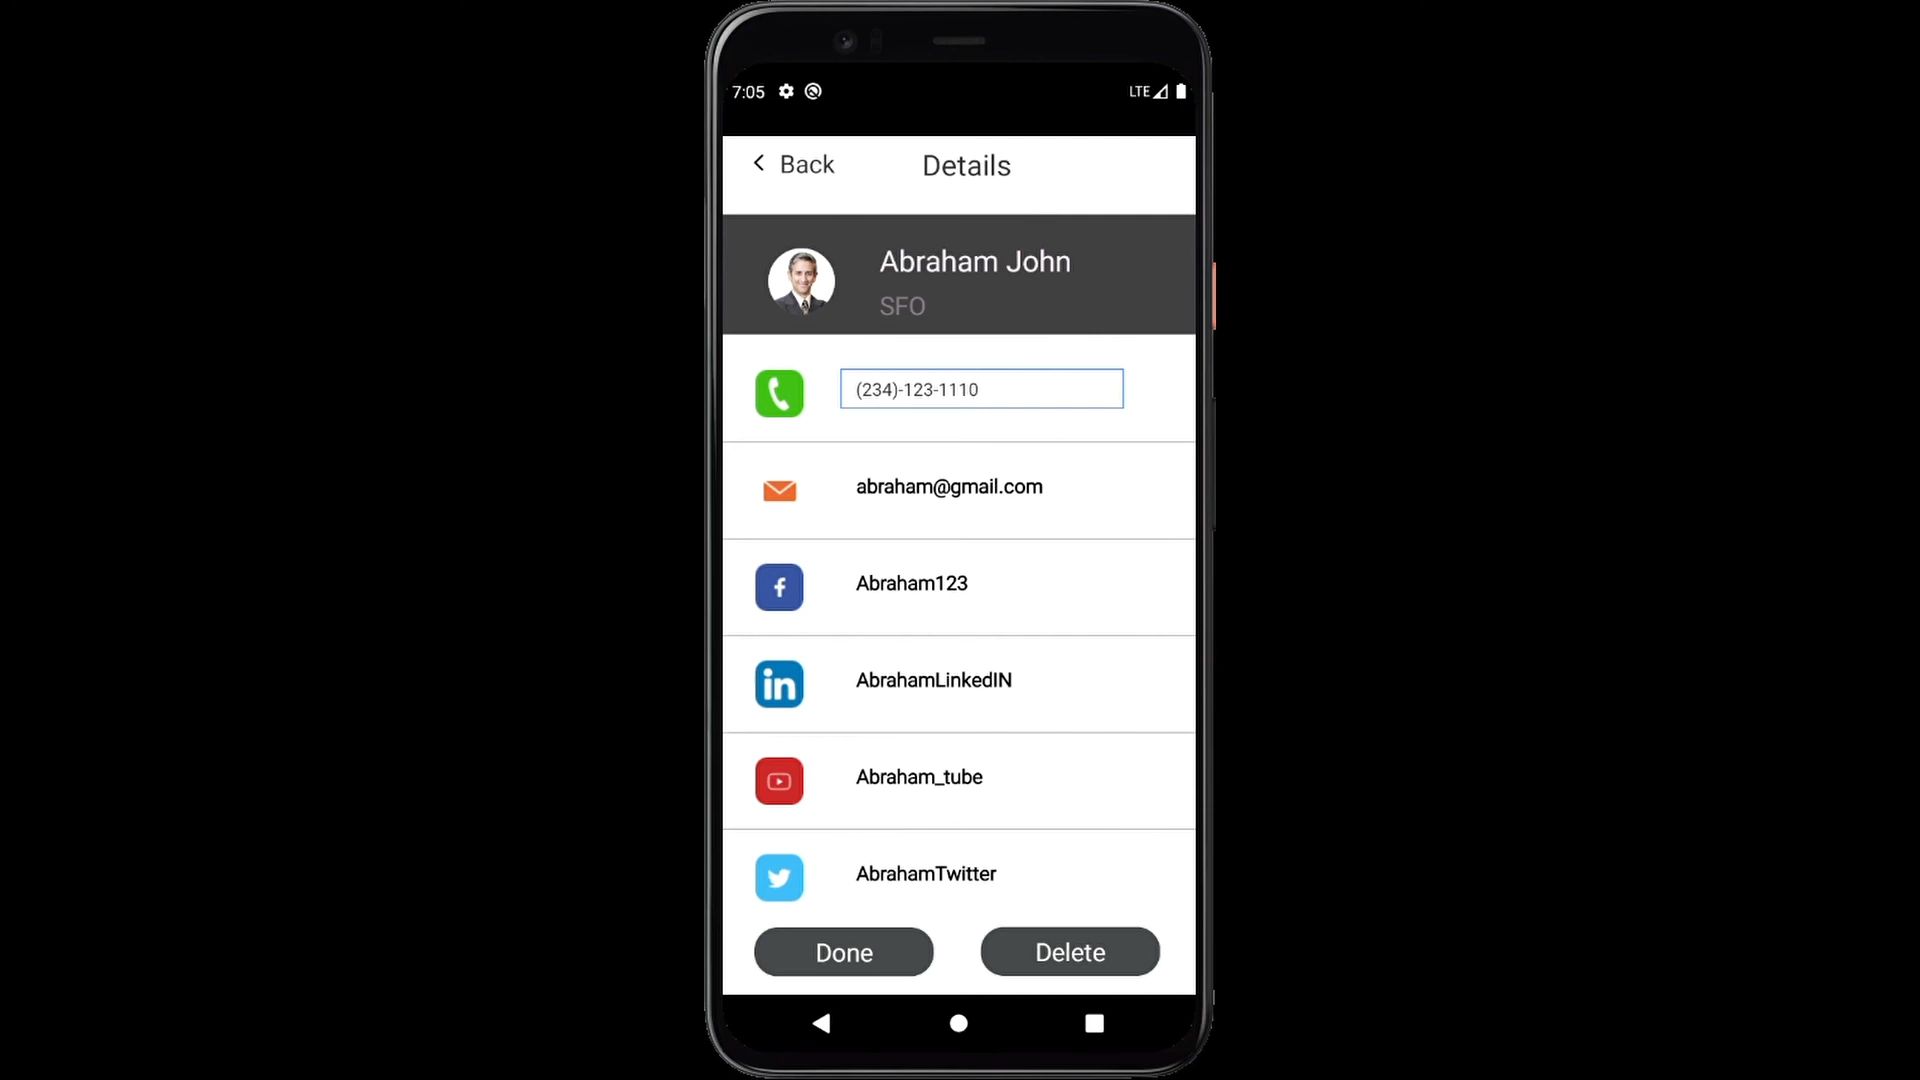 7:05 LTE
Back Details
Abraham John
SFO
(234)-123-1110
abraham@gmail.com
f Abraham123
in AbrahamLinkedIN
Abraham_tube
AbrahamTwitter
Done Delete